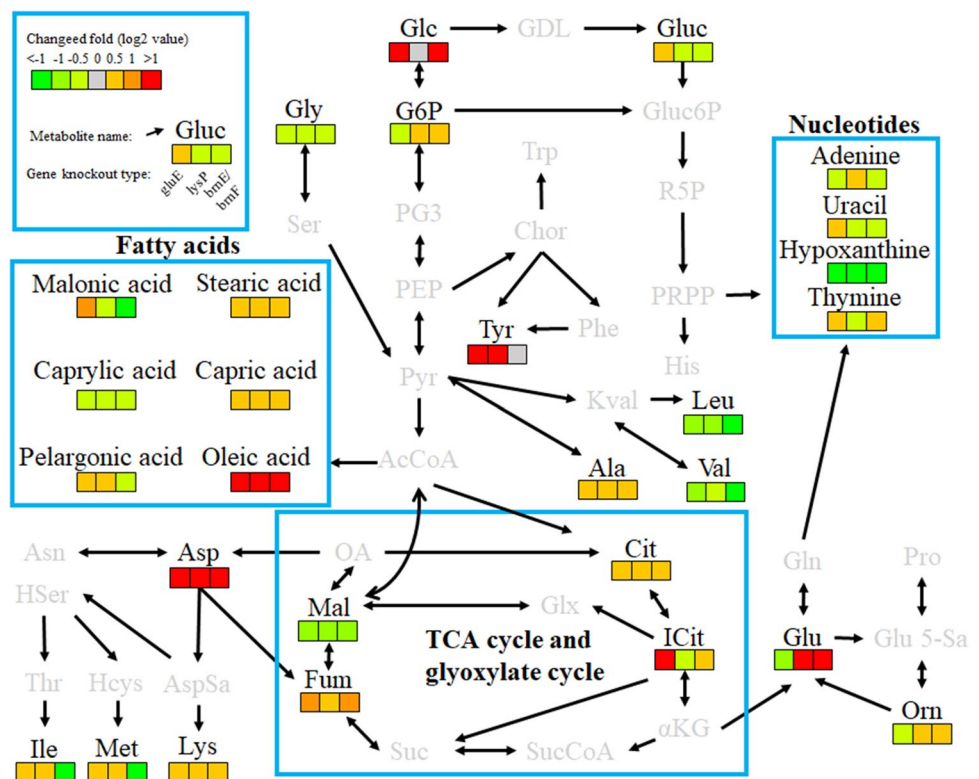 Changeed fold (log2 value)
<-1 -1 -0.5 0 0.5 1 >1
Metabolite name:
Gluc
Gene knockout type:
gluE
lysP
brnE/
brnF
Glc
GDL
Gluc
Gly
G6P
Gluc6P
Nucleotides
Adenine
Uracil
Hypoxanthine
Thymine
Trp
Ser
PG3
Chor
R5P
Fatty acids
Malonic acid
Stearic acid
Caprylic acid
Capric acid
Pelargonic acid
Oleic acid
PEP
PRPP
Tyr
Phe
His
Pyr
Kval
Leu
AcCoA
Ala
Val
Asn
Asp
OA
Cit
Gln
Pro
HSer
Mal
Glx
TCA cycle and
glyoxylate cycle
ICit
Glu
Glu 5-Sa
Thr
Hcys
AspSa
Fum
Suc
SucCoA
αKG
Orn
Ile
Met
Lys